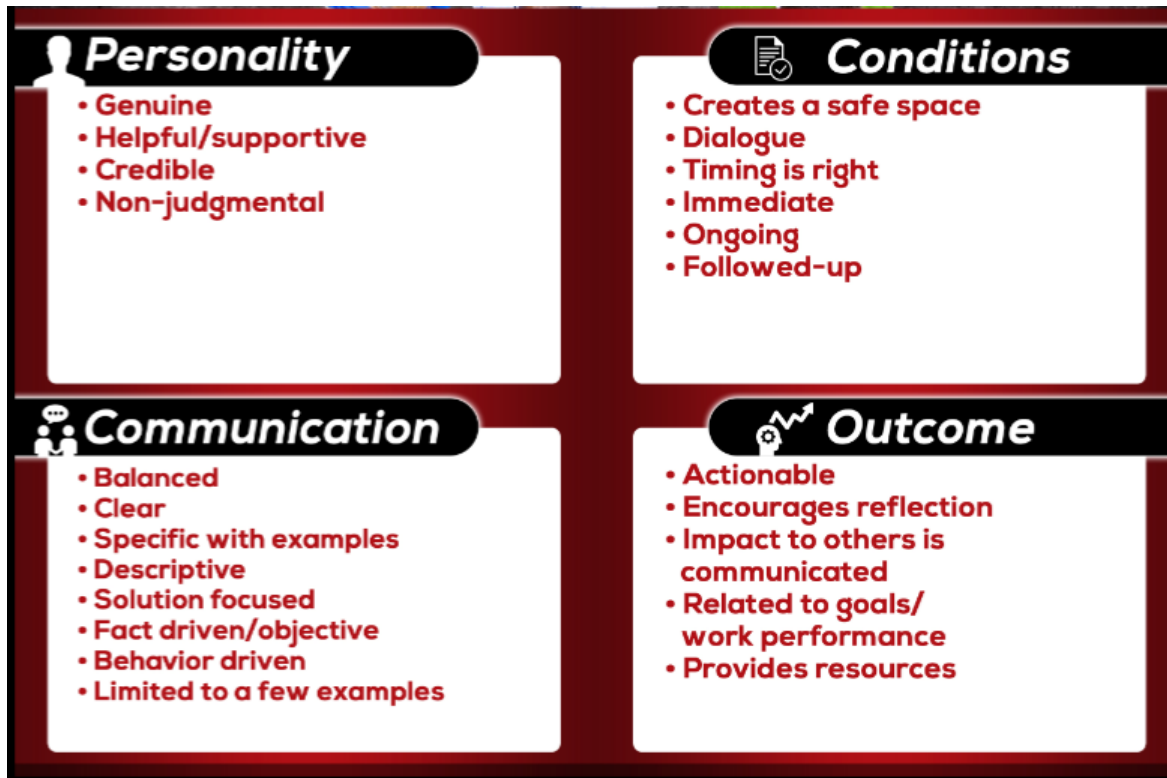 Personality
• Genuine
• Helpful/supportive
• Credible
• Non-judgmental
Conditions
• Creates a safe space
• Dialogue
• Timing is right
• Immediate
• Ongoing
• Followed-up
Communication
• Balanced
• Clear
• Specific with examples
• Descriptive
• Solution focused
• Fact driven/objective
• Behavior driven
• Limited to a few examples
Outcome
• Actionable
• Encourages reflection
• Impact to others is
communicated
• Related to goals/
work performance
• Provides resources